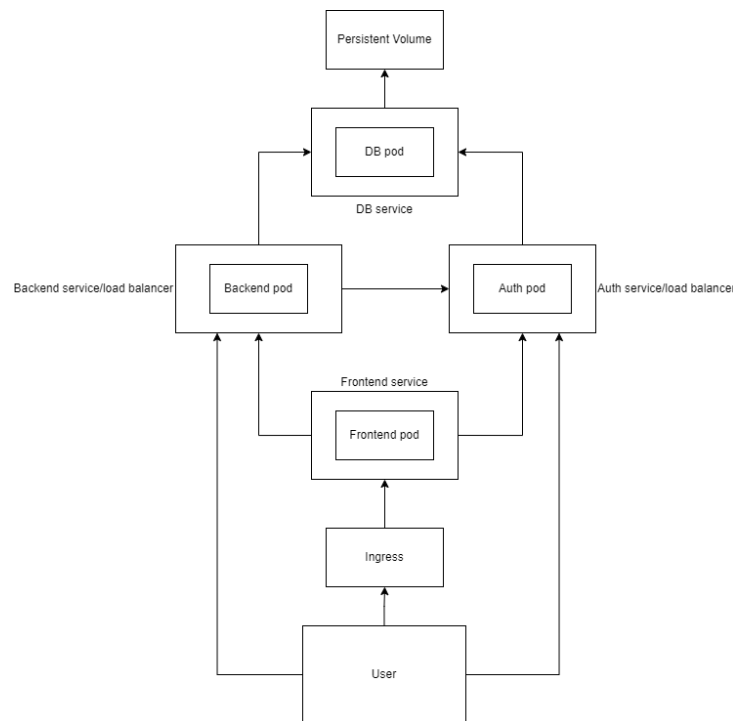 Persistent Volume
DB pod
DB service
Backend service/load balancer
Backend pod
Auth pod
Auth service/load balancer
Frontend service
Frontend pod
Ingress
User